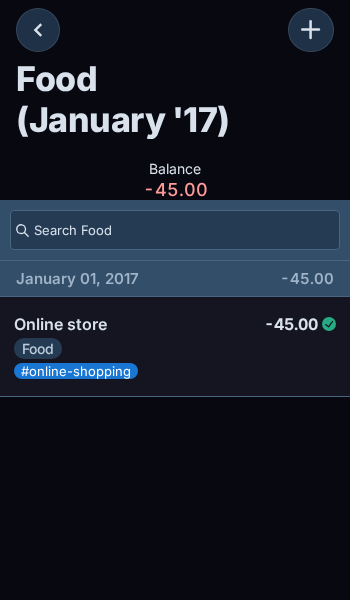 Food
(January '17)
Balance
-45.00
Search Food
January 01, 2017 -45.00
Online store -45.00
Food
#online-shopping